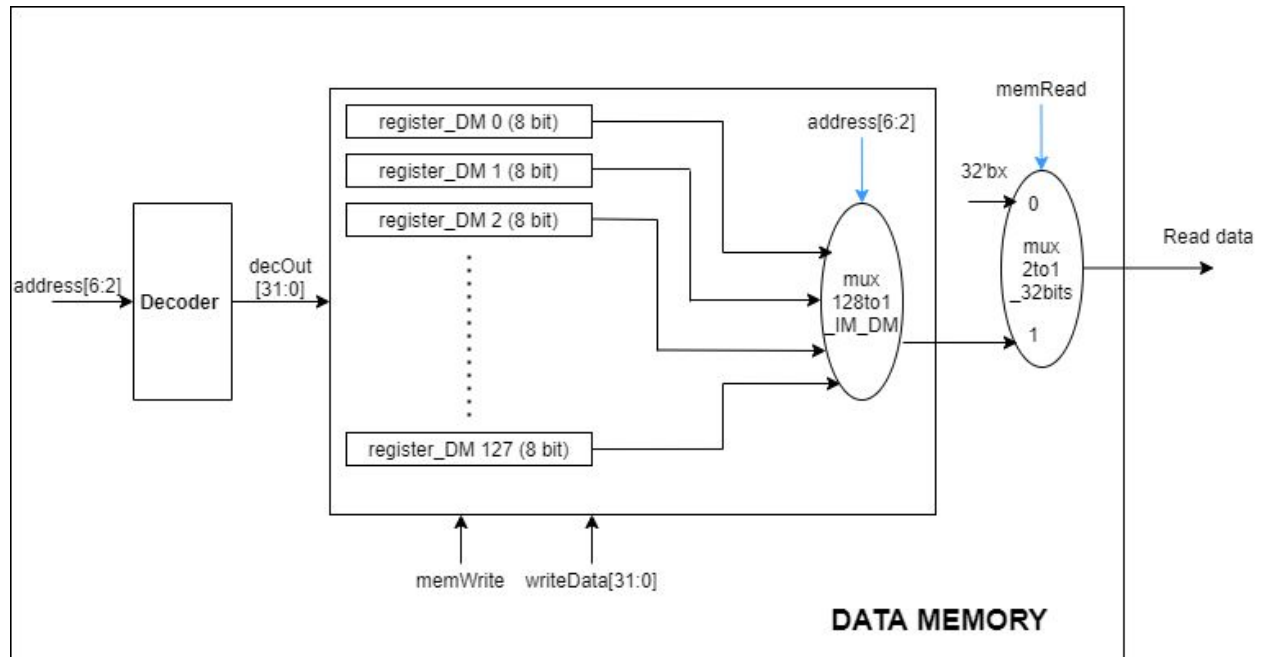 memRead
register_DM 0 (8 bit)
address[6:2]
register_DM 1 (8 bit)
32'bx
0
register_DM 2 (8 bit)
Read data
mux
2to1
_32bits
decOut
[31:0]
address[6:2]
Decoder
mux
128to1
_IM_DM
1
register_DM 127 (8 bit)
memWrite
writeData[31:0]
DATA MEMORY